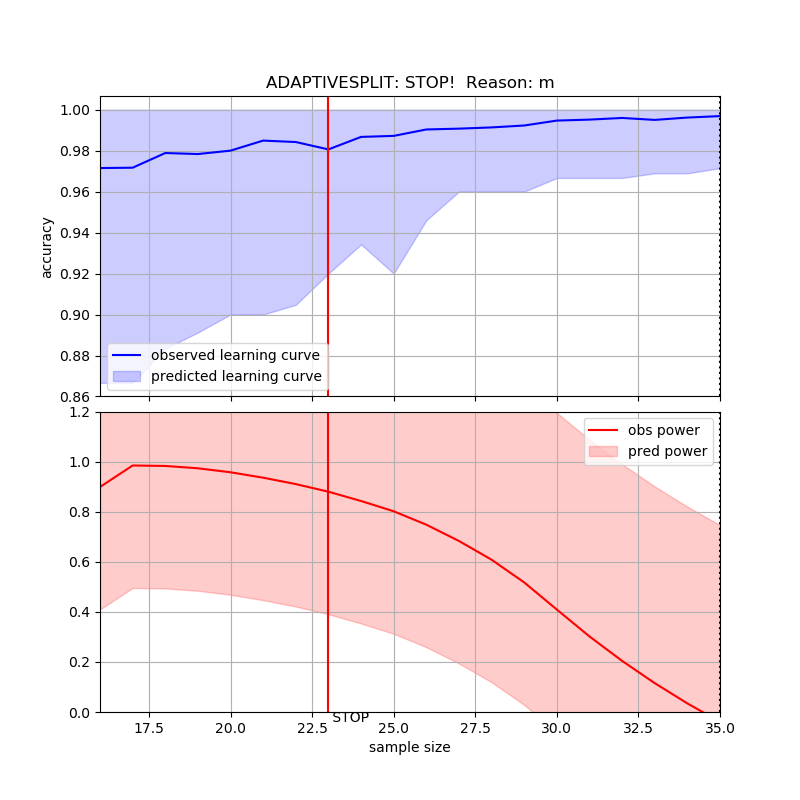 ADAPTIVESPLIT: STOP!  Reason: m
1.00
0.98
0.96
0.94
0.92
0.90
0.88
0.86
accuracy
observed learning curve
predicted learning curve
1.2
1.0
0.8
0.6
0.4
0.2
0.0
obs power
pred power
STOP
17.5 20.0 22.5 25.0 27.5 30.0 32.5 35.0
sample size